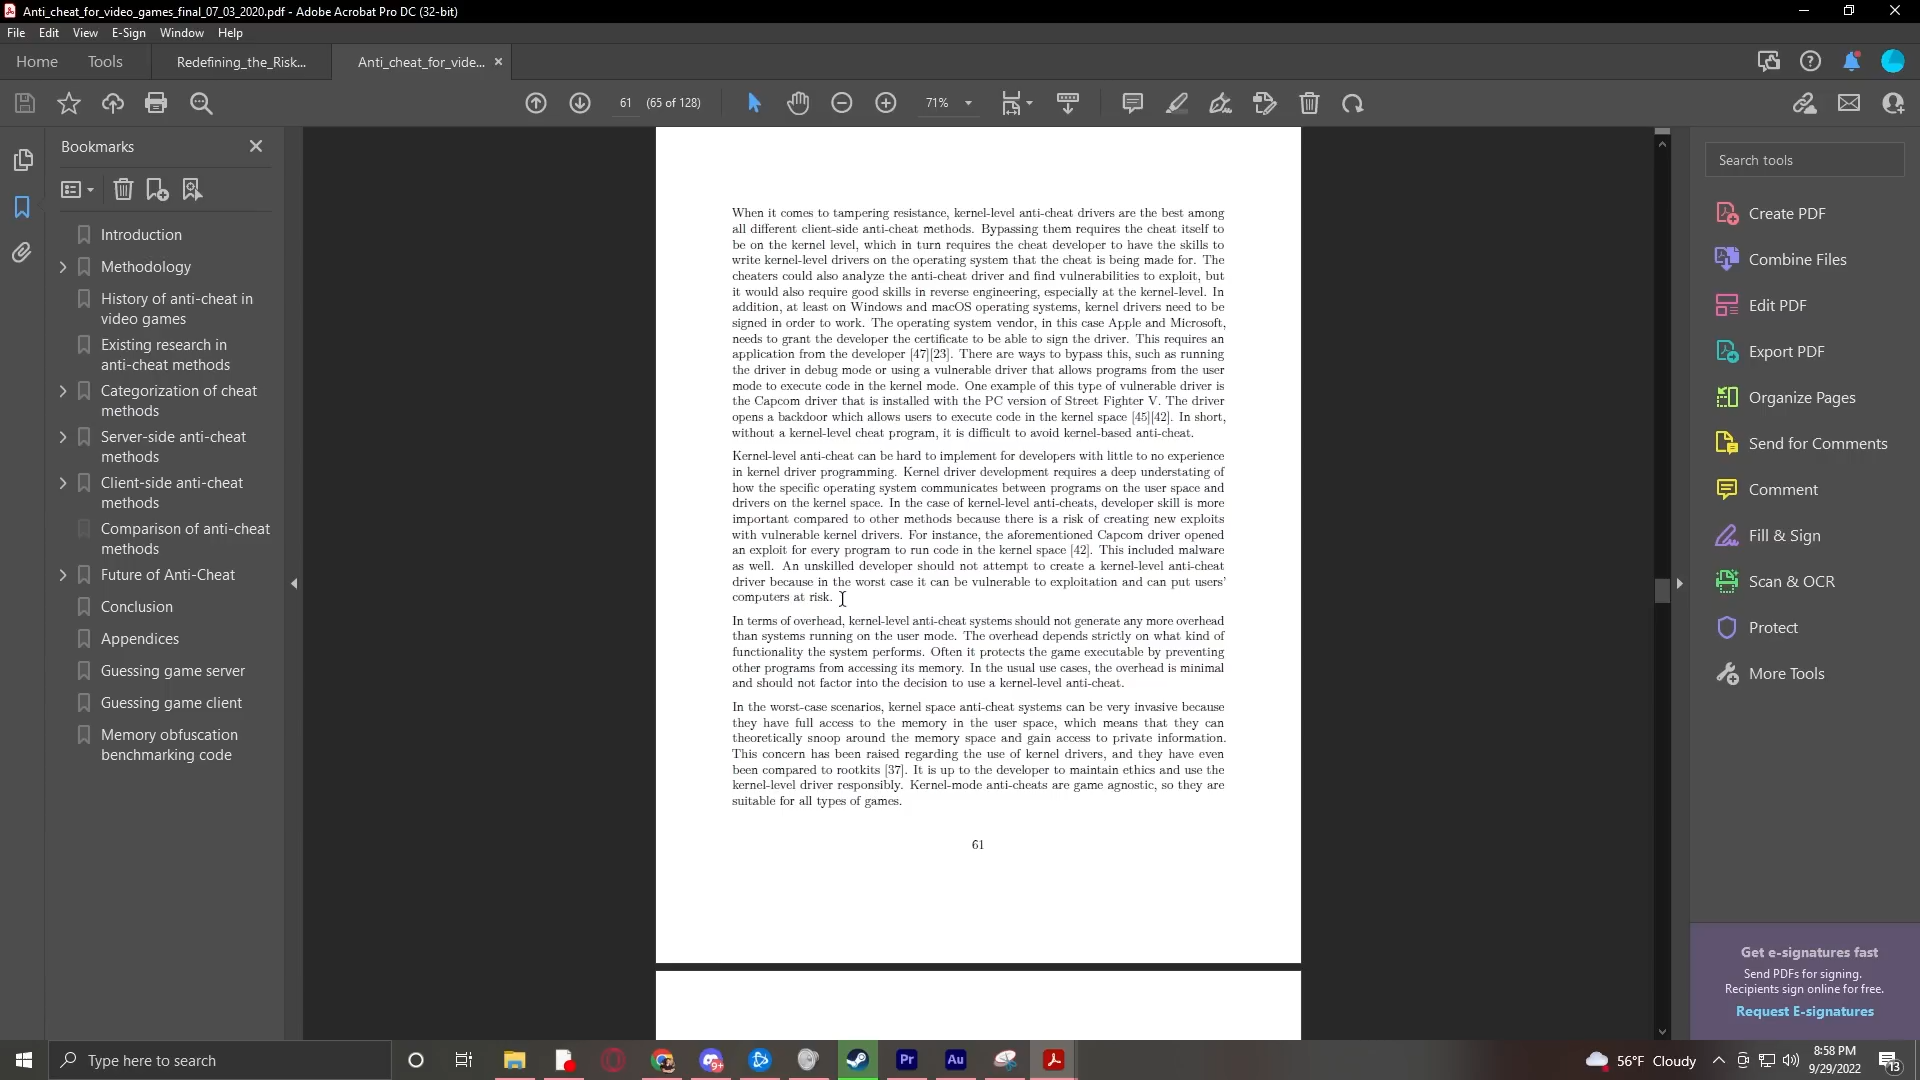 Anti_cheat_for_video_games_final_07_03_2020.pdf - Adobe Acrobat Pro DC (32-bit)
File Edit View E-Sign Window Help
Home Tools Redefining_the_Risk... Anti_cheat_for_vide...
61 (65 of 128) 71%
Bookmarks
Introduction
Methodology
History of anti-cheat in
video games
Existing research in
anti-cheat methods
Categorization of cheat
methods
Server-side anti-cheat
methods
Client-side anti-cheat
methods
Comparison of anti-cheat
methods
Future of Anti-Cheat
Conclusion
Appendices
Guessing game server
Guessing game client
Memory obfuscation
benchmarking code
When it comes to tampering resistance, kernel-level anti-cheat drivers are the best among
all different client-side anti-cheat methods. Bypassing them requires the cheat itself to
be on the kernel level, which in turn requires the cheat developer to have the skills to
write kernel-level drivers on the operating system that the cheat is being made for. The
cheaters could also analyze the anti-cheat driver and find vulnerabilities to exploit, but
it would also require good skills in reverse engineering, especially at the kernel-level. In
addition, at least on Windows and macOS operating systems, kernel drivers need to be
signed in order to work. The operating system vendor, in this case Apple and Microsoft,
needs to grant the developer the certificate to be able to sign the driver. This requires an
application from the developer [47][23]. There are ways to bypass this, such as running
the driver in debug mode or using a vulnerable driver that allows programs from the user
mode to execute code in the kernel mode. One example of this type of vulnerable driver is
the Capcom driver that is installed with the PC version of Street Fighter V. The driver
opens a backdoor which allows users to execute code in the kernel space [45][42]. In short,
without a kernel-level cheat program, it is difficult to avoid kernel-based anti-cheat.
Kernel-level anti-cheat can be hard to implement for developers with little to no experience
in kernel driver programming. Kernel driver development requires a deep understanding of
how the specific operating system communicates between programs on the user space and
drivers on the kernel space. In the case of kernel-level anti-cheats, developer skill is more
important compared to other methods because there is a risk of creating new exploits
with vulnerable kernel drivers. For instance, the aforementioned Capcom driver opened
an exploit for every program to run code in the kernel space [42]. This included malware
as well. An unskilled developer should not attempt to create a kernel-level anti-cheat
driver because in the worst case it can be vulnerable to exploitation and can put users'
computers at risk.
In terms of overhead, kernel-level anti-cheat systems should not generate any more overhead
than systems running on the user mode. The overhead depends strictly on what kind of
functionality the system performs. Often it protects the game executable by preventing
other programs from accessing its memory. In the usual use cases, the overhead is minimal
and should not factor into the decision to use a kernel-level anti-cheat.
In the worst-case scenarios, kernel space anti-cheat systems can be very invasive because
they have full access to the memory in the user space, which means that they can
theoretically snoop around the memory space and gain access to private information.
This concern has been raised regarding the use of kernel drivers, and they have even
been compared to rootkits [37]. It is up to the developer to maintain ethics and use the
kernel-level driver responsibly. Kernel-mode anti-cheats are game agnostic, so they are
suitable for all types of games.
61
Search tools
Create PDF
Combine Files
Edit PDF
Export PDF
Organize Pages
Send for Comments
Comment
Fill & Sign
Scan & OCR
Protect
More Tools
Get e-signatures fast
Send PDFs for signing.
Recipients sign online for free.
Request E-signatures
Type here to search
9+
Pr
Au
56°F Cloudy
8:58 PM
9/29/2022
13